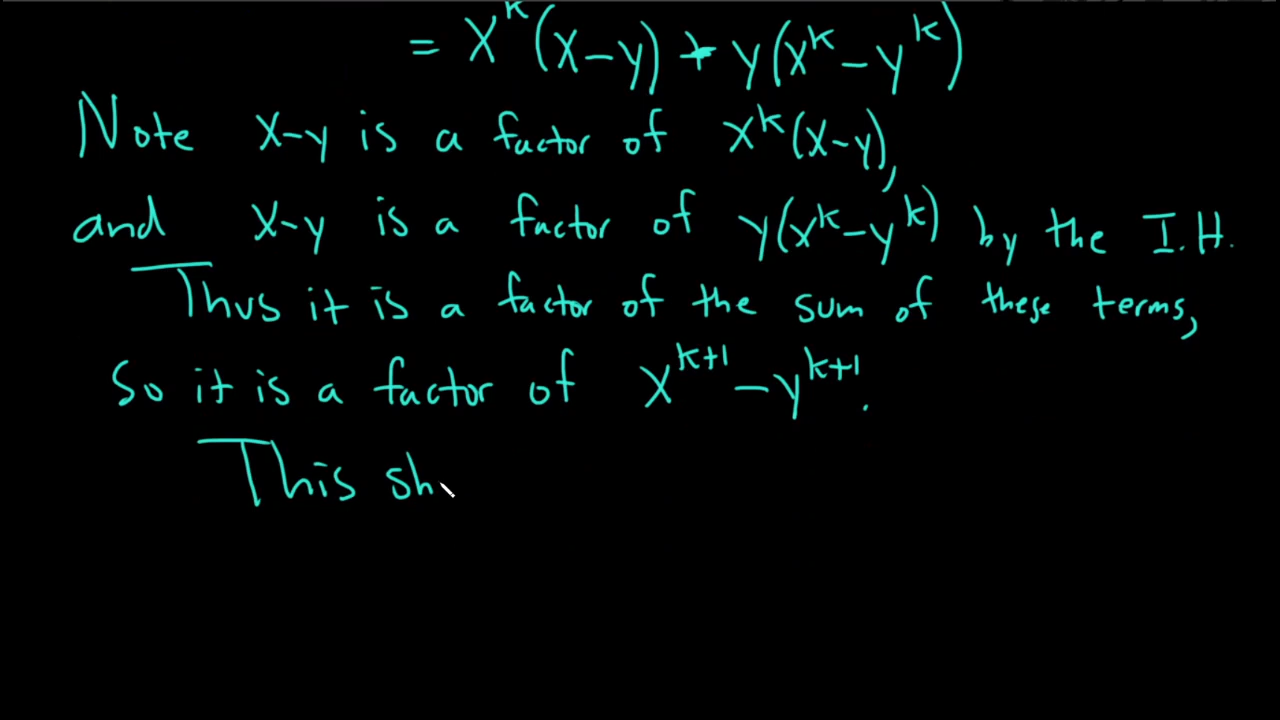 = x^k(x-y) + y(x^k-y^k)
Note x-y is a factor of x^k(x-y),
and x-y is a factor of y(x^k-y^k) by the I.H.
Thus it is a factor of the sum of these terms,
So it is a factor of x^{k+1} - y^{k+1}.
This sh